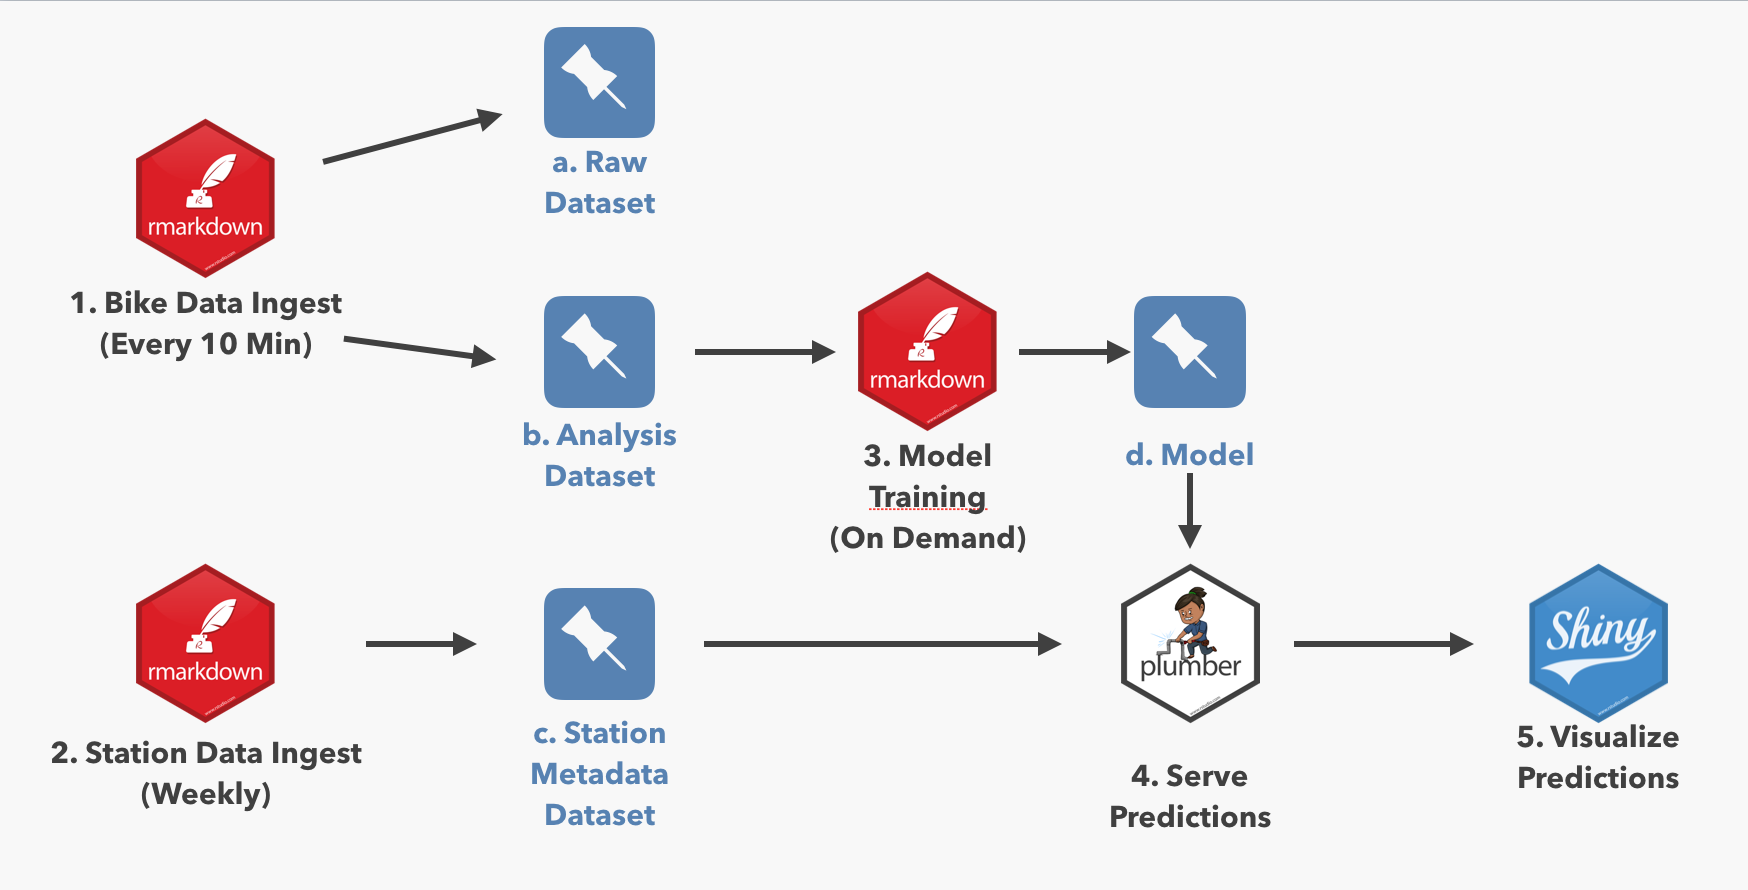 rmarkdown
1. Bike Data Ingest
(Every 10 Min)
a. Raw
Dataset
b. Analysis
Dataset
rmarkdown
3. Model
Training
(On Demand)
d. Model
rmarkdown
2. Station Data Ingest
(Weekly)
c. Station
Metadata
Dataset
plumber
4. Serve
Predictions
Shiny
5. Visualize
Predictions